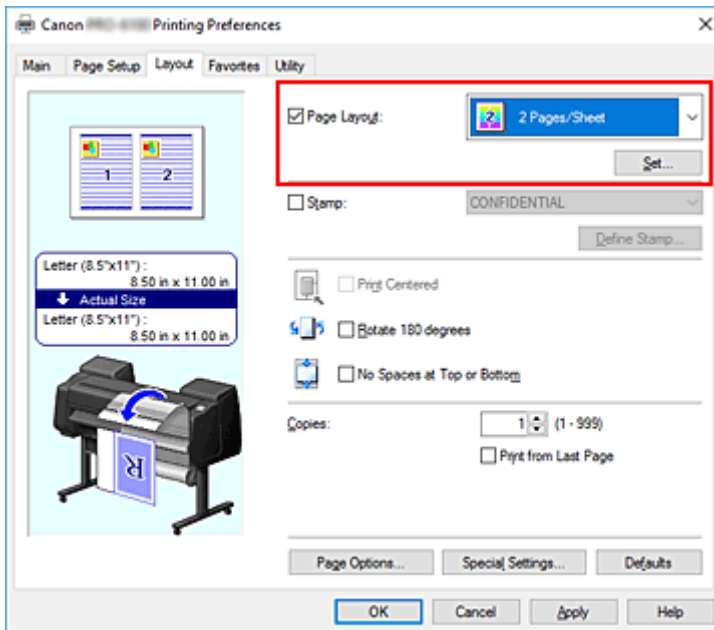 Canon Printing Preferences
Main Page Setup Layout Favorites Utility
Page Layout: 2 2 Pages/Sheet
Set...
1 2
Stamp: CONFIDENTIAL
Define Stamp...
Letter (8.5"x11") :
8.50 in x 11.00 in
Actual Size
Letter (8.5"x11") :
8.50 in x 11.00 in
Print Centered
Rotate 180 degrees
No Spaces at Top or Bottom
R
Copies: 1 (1 - 999)
Print from Last Page
Page Options... Special Settings... Defaults
OK Cancel Apply Help